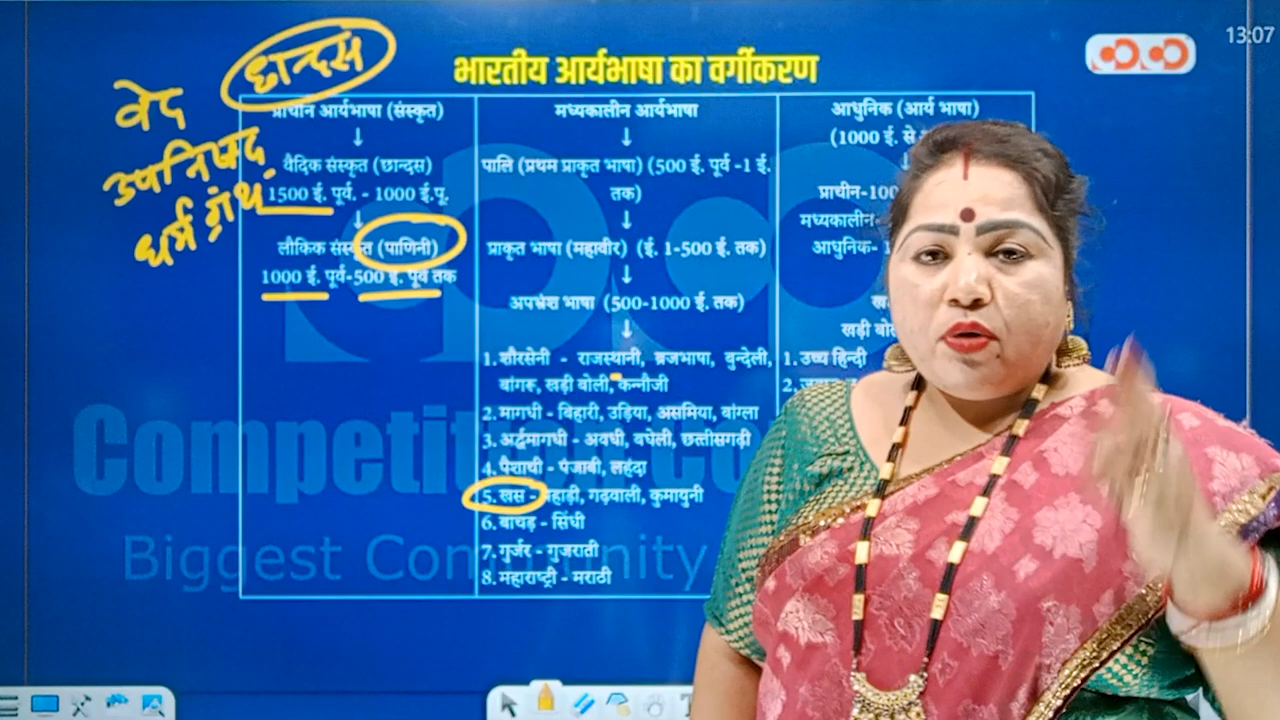 13:07
छान्दस
भारतीय आर्यभाषा का वर्गीकरण
वेद
उपनिषद
धर्म ग्रंथ
प्राचीन आर्यभाषा (संस्कृत)
↓
वैदिक संस्कृत (छान्दस)
1500 ई. पूर्व. - 1000 ई.पू.
↓
लौकिक संस्कृत (पाणिनी)
1000 ई. पूर्व-500 ई. पूर्व तक
मध्यकालीन आर्यभाषा
↓
पालि (प्रथम प्राकृत भाषा) (500 ई. पूर्व -1 ई.
तक)
↓
प्राकृत भाषा (महावीर) (ई. 1-500 ई. तक)
↓
अपभ्रंश भाषा (500-1000 ई. तक)
↓
1. शौरसेनी - राजस्थानी, ब्रजभाषा, बुन्देली,
बांगरू, खड़ी बोली, कन्नौजी
2. मागधी - बिहारी, उड़िया, असमिया, बांग्ला
3. अर्द्धमागधी - अवधी, बघेली, छत्तीसगढ़ी
4. पैशाची - पंजाबी, लहंदा
5. खस - पहाड़ी, गढ़वाली, कुमायुनी
6. ब्राचड़ - सिंधी
7. गुर्जर - गुजराती
8. महाराष्ट्री - मराठी
आधुनिक (आर्य भाषा)
(1000 ई. से
प्राचीन-100
मध्यकालीन-
आधुनिक-
खड़ी
1. उच्च हिन्दी
2.
Competition
Biggest Community